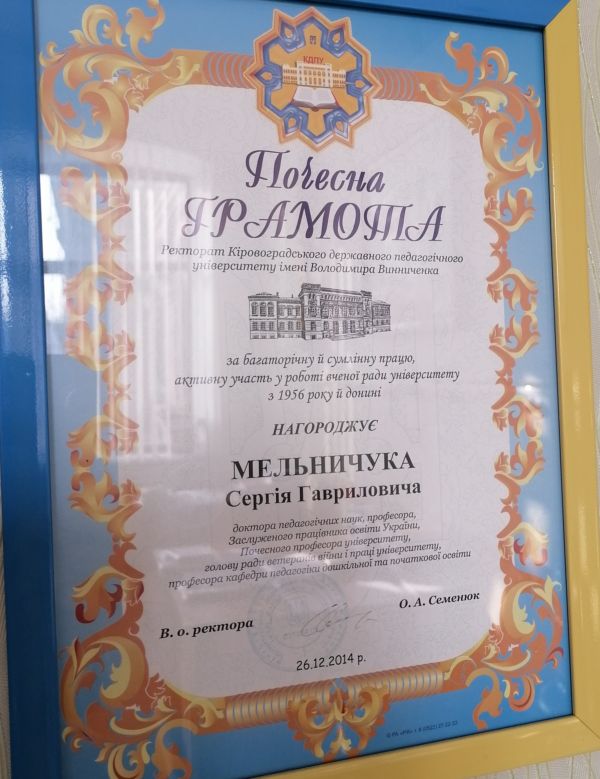 КДПУ
Почесна
ГРАМОТА
Ректорат Кіровоградського державного педагогічного
університету імені Володимира Винниченка
за багаторічну й сумлінну працю,
активну участь у роботі вченої ради університету
з 1956 року й донині
НАГОРОДЖУЄ
МЕЛЬНИЧУКА
Сергія Гавриловича
доктора педагогічних наук, професора,
Заслуженого працівника освіти України,
Почесного професора університету,
голову ради ветеранів війни і праці університету,
професора кафедри педагогіки дошкільної та початкової освіти
В. о. ректора
О. А. Семенюк
26.12.2014 р.